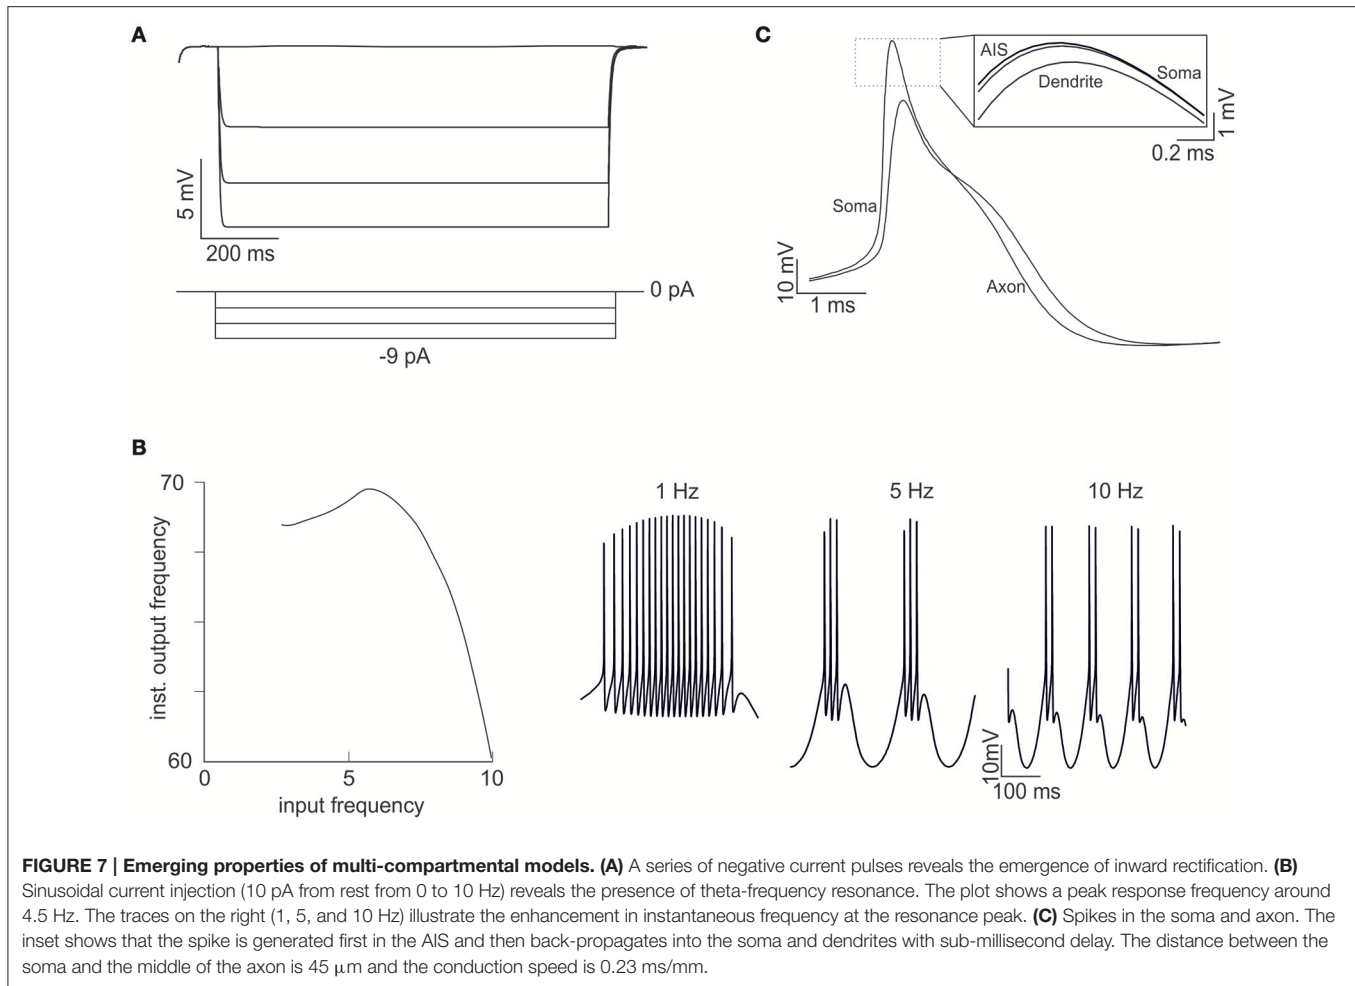 A
5 mV
200 ms
0 pA
-9 pA
C
AIS
Soma
Dendrite
1 mV
0.2 ms
Soma
Axon
10 mV
1 ms
B
70
60
inst. output frequency
0
5
10
input frequency
1 Hz
5 Hz
10 Hz
10mV
100 ms
FIGURE 7 | Emerging properties of multi-compartmental models. (A) A series of negative current pulses reveals the emergence of inward rectification. (B)
Sinusoidal current injection (10 pA from rest from 0 to 10 Hz) reveals the presence of theta-frequency resonance. The plot shows a peak response frequency around
4.5 Hz. The traces on the right (1, 5, and 10 Hz) illustrate the enhancement in instantaneous frequency at the resonance peak. (C) Spikes in the soma and axon. The
inset shows that the spike is generated first in the AIS and then back-propagates into the soma and dendrites with sub-millisecond delay. The distance between the
soma and the middle of the axon is 45 μm and the conduction speed is 0.23 ms/mm.